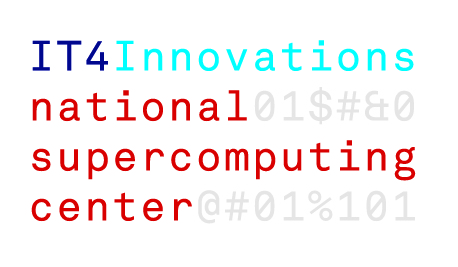 IT4Innovations
national01$#&0
supercomputing
center@#01%101